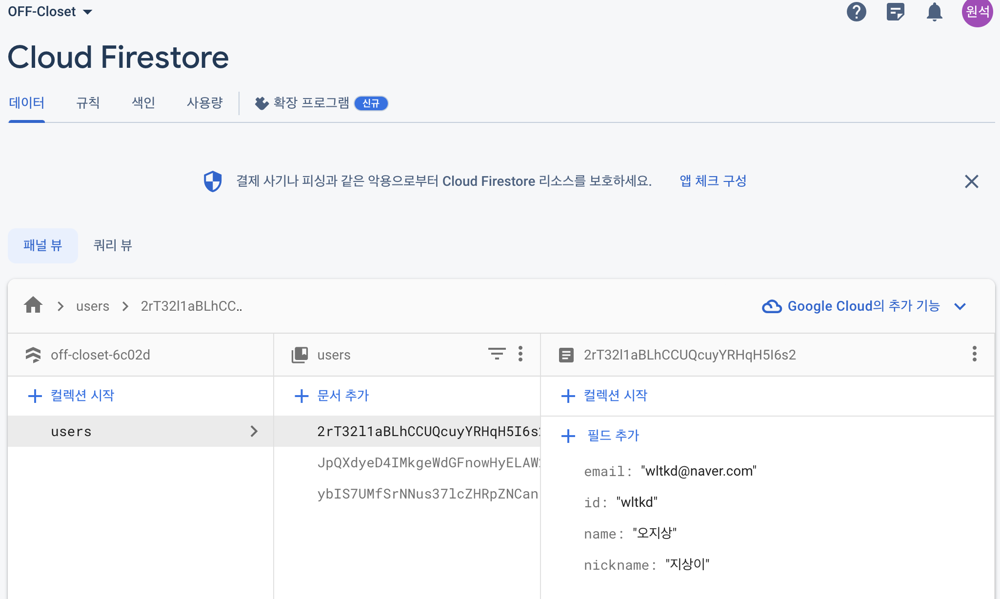 OFF-Closet
원석
Cloud Firestore
데이터 규칙 색인 사용량 확장 프로그램 신규
결제 사기나 피싱과 같은 악용으로부터 Cloud Firestore 리소스를 보호하세요. 앱 체크 구성
패널 뷰 쿼리 뷰
users 2rT32l1aBLhCC..
Google Cloud의 추가 기능
off-closet-6c02d users 2rT32l1aBLhCCUQcuyYRHqH5I6s2
컬렉션 시작 문서 추가 컬렉션 시작
users 2rT32l1aBLhCCUQcuyYRHqH5I6s2
필드 추가
JpQXdyeD4IMkgeWdGFnowHyELAW
email: "wltkd@naver.com"
ybIS7UMfSrNNus37lcZHRpZNCan
id: "wltkd"
name: "오지상"
nickname: "지상이"